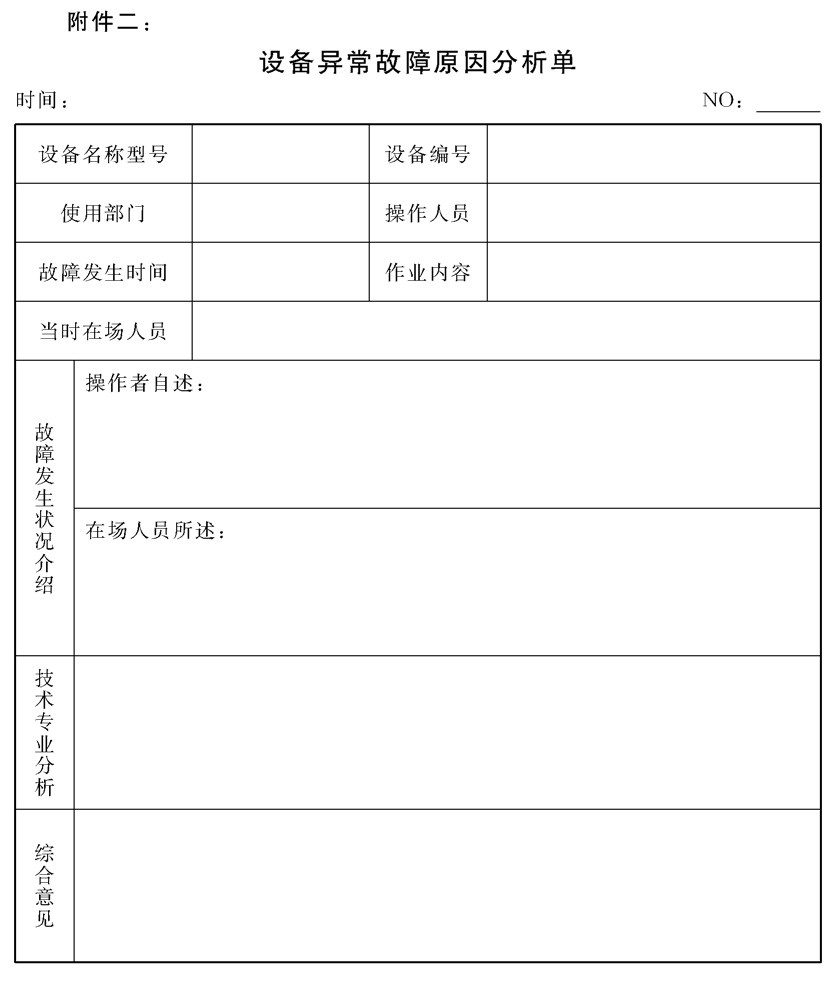 附件二：
设备异常故障原因分析单
时间： NO：______
设备名称型号 设备编号
使用部门 操作人员
故障发生时间 作业内容
当时在场人员
故障发生状况介绍
操作者自述：
在场人员所述：
技术专业分析
综合意见